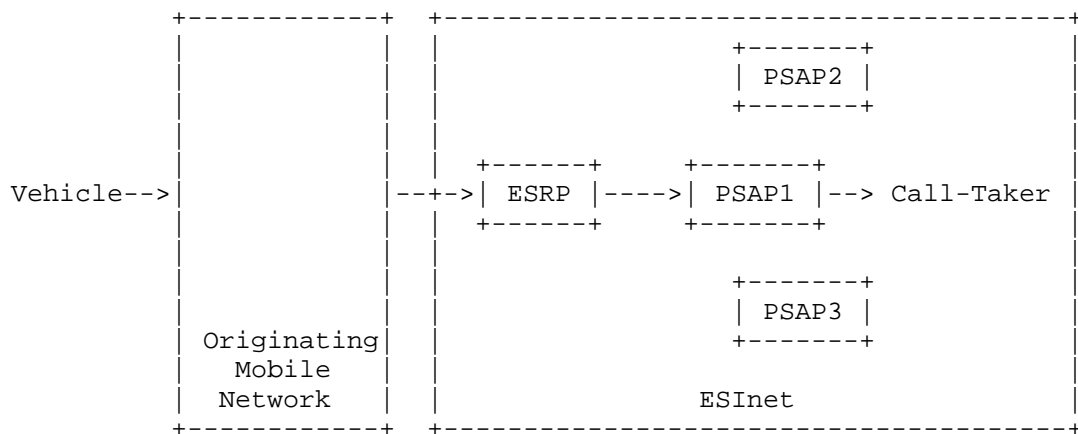 PSAP2
Vehicle--> --+-> ESRP ----> PSAP1 --> Call-Taker
PSAP3
Originating
Mobile
Network
ESInet